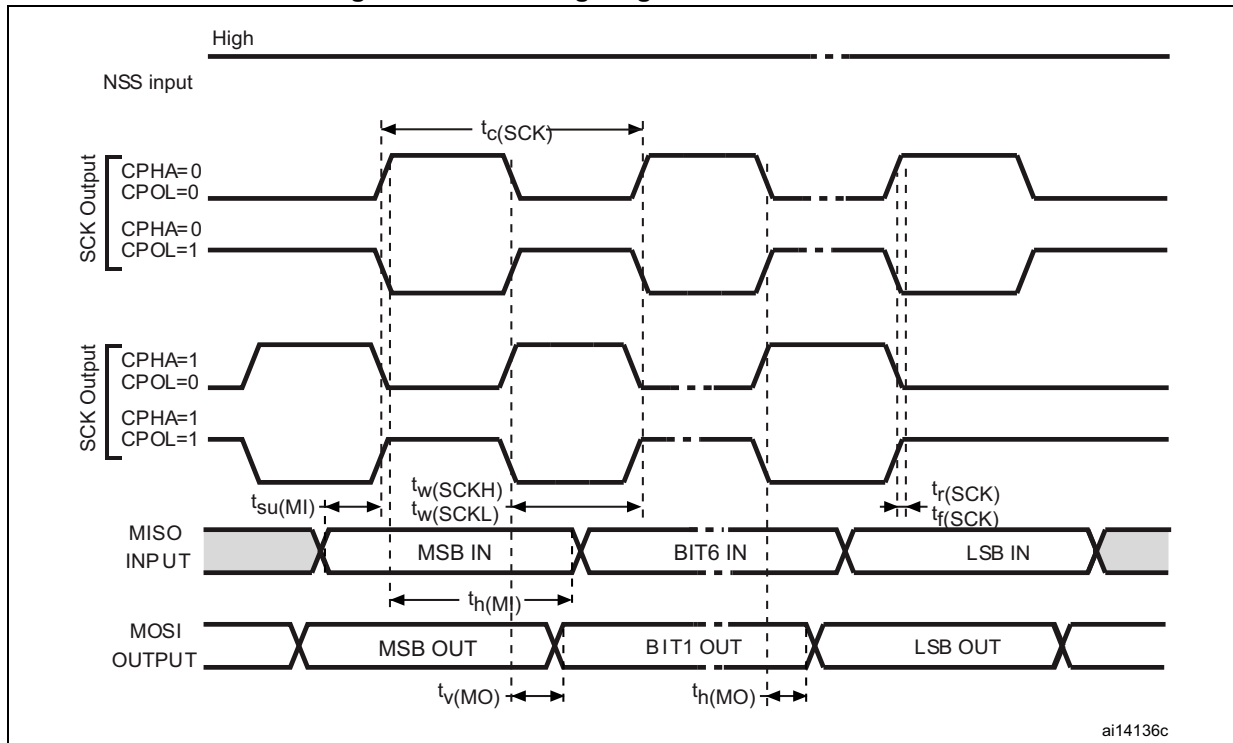 High
NSS input
tc(SCK)
SCK Output
CPHA=0
CPOL=0
CPHA=0
CPOL=1
SCK Output
CPHA=1
CPOL=0
CPHA=1
CPOL=1
tsu(MI)
tw(SCKH)
tw(SCKL)
tr(SCK)
tf(SCK)
MISO
INPUT
MSB IN
BIT6 IN
LSB IN
th(MI)
MOSI
OUTPUT
MSB OUT
BIT1 OUT
LSB OUT
tv(MO)
th(MO)
ai14136c